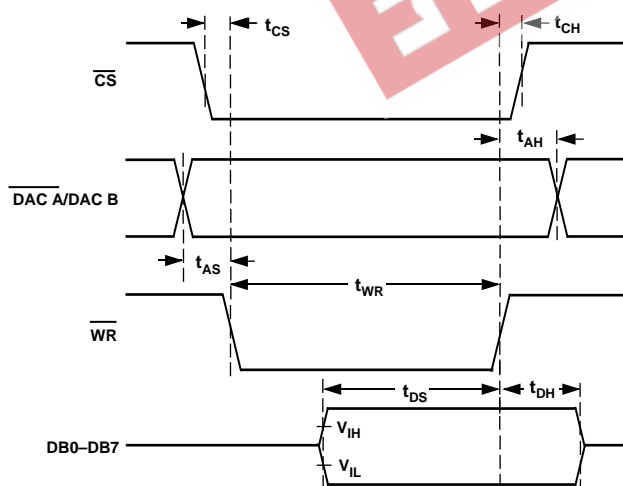 tCS
tCH
CS
tAH
DAC A/DAC B
tAS
tWR
WR
tDS
tDH
VIH
DB0–DB7
VIL